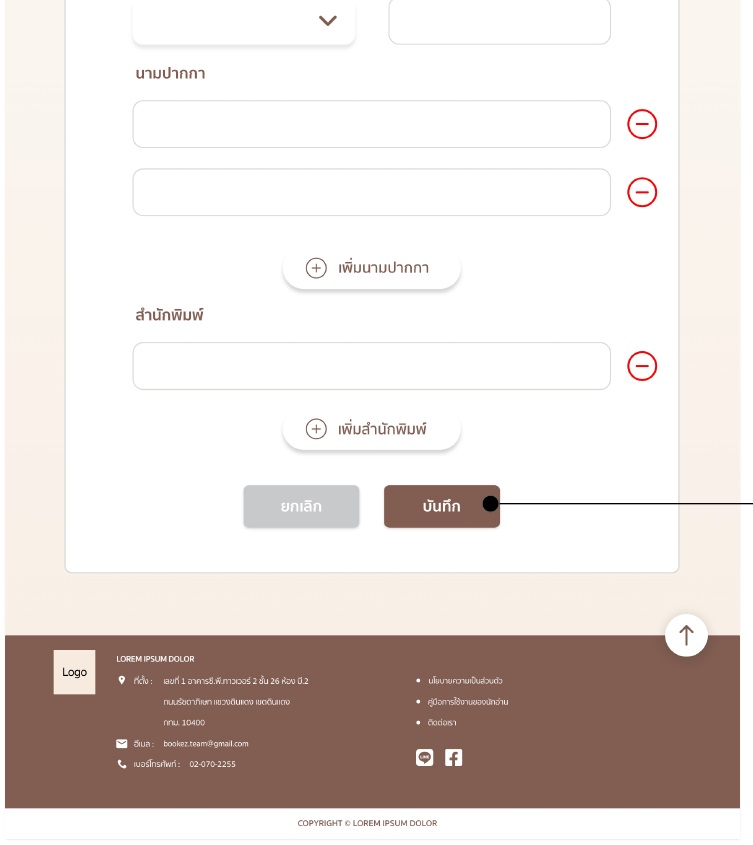 นามปากกา
เพิ่มนามปากกา
สำนักพิมพ์
เพิ่มสำนักพิมพ์
ยกเลิก
บันทึก
Logo
LOREM IPSUM DOLOR
ที่ตั้ง : เลขที่ 1 อาคารซี.พี.ทาวเวอร์ 2 ชั้น 26 ห้อง ปี.2
ถนนรัชดาภิเษก แขวงดินแดง เขตดินแดง
กทม. 10400
อีเมล : bookez.team@gmail.com
เบอร์โทรศัพท์ : 02-070-2255
นโยบายความเป็นส่วนตัว
คู่มือการใช้งานของนักอ่าน
ติดต่อเรา
LINE
COPYRIGHT © LOREM IPSUM DOLOR